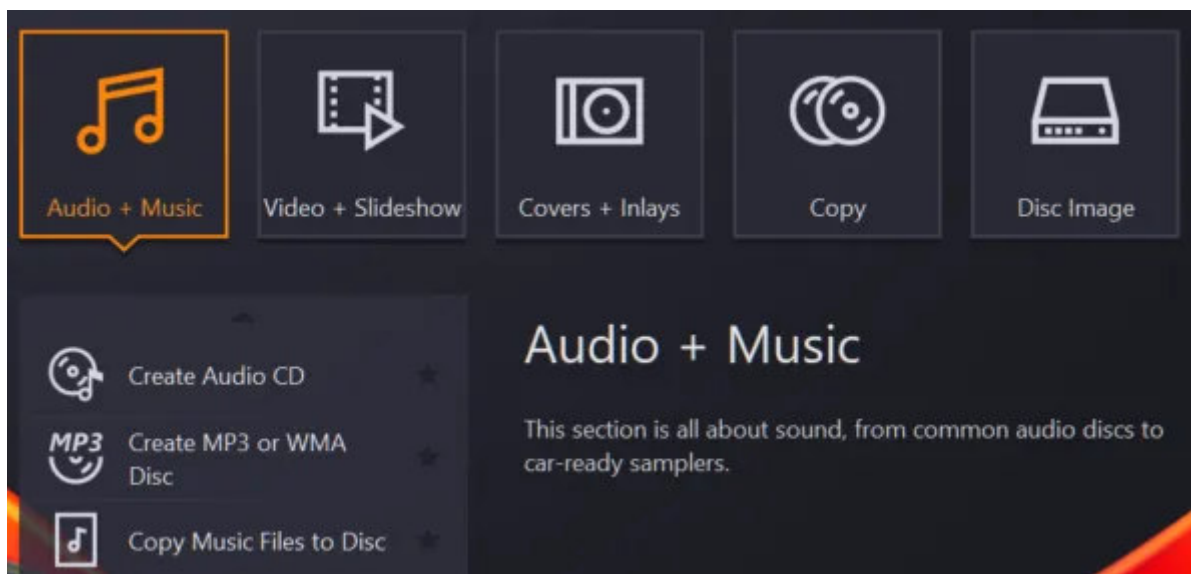 Audio + Music
Video + Slideshow
Covers + Inlays
Copy
Disc Image
Create Audio CD
MP3
Create MP3 or WMA
Disc
Copy Music Files to Disc
Audio + Music
This section is all about sound, from common audio discs to
car-ready samplers.